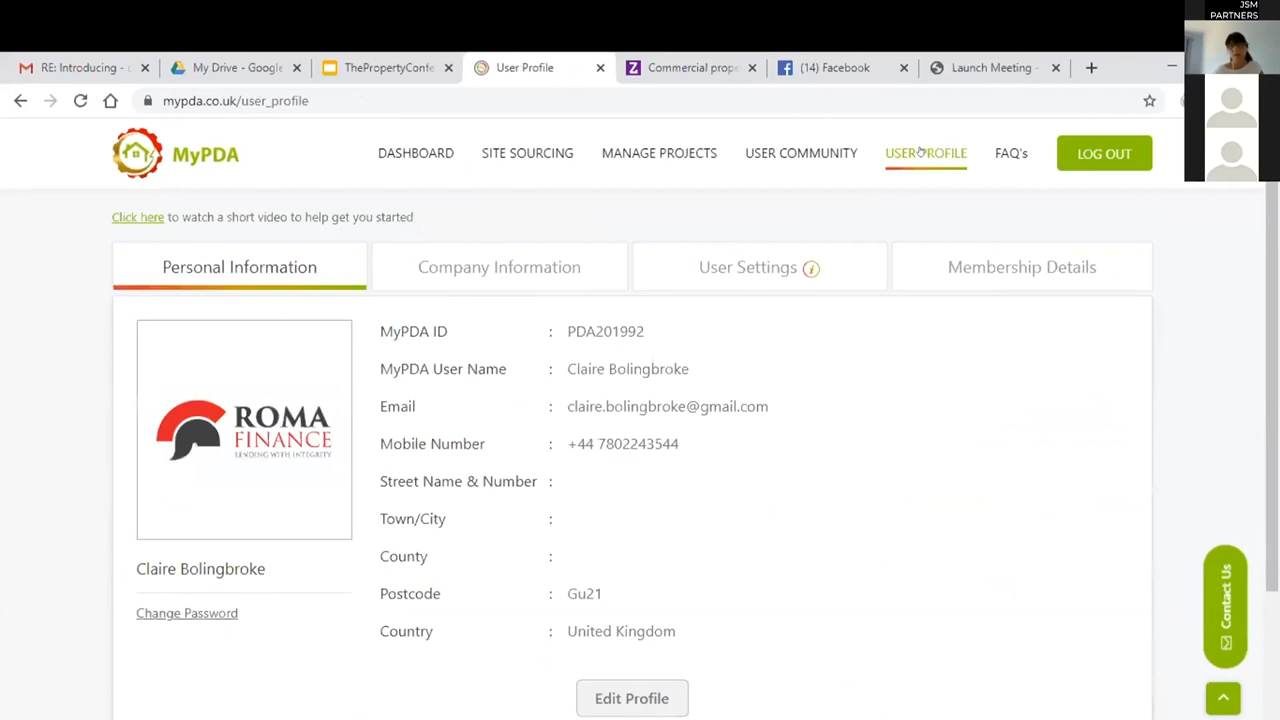 JSM
PARTNERS
RE: Introducing -
My Drive - Google
ThePropertyConfe
User Profile
Commercial prope
(14) Facebook
Launch Meeting -
mypda.co.uk/user_profile
MyPDA
DASHBOARD
SITE SOURCING
MANAGE PROJECTS
USER COMMUNITY
USER PROFILE
FAQ's
LOG OUT
Click here to watch a short video to help get you started
Personal Information
Company Information
User Settings
Membership Details
ROMA
FINANCE
LENDING WITH INTEGRITY
Claire Bolingbroke
Change Password
MyPDA ID : PDA201992
MyPDA User Name : Claire Bolingbroke
Email : claire.bolingbroke@gmail.com
Mobile Number : +44 7802243544
Street Name & Number :
Town/City :
County :
Postcode : Gu21
Country : United Kingdom
Edit Profile
Contact Us